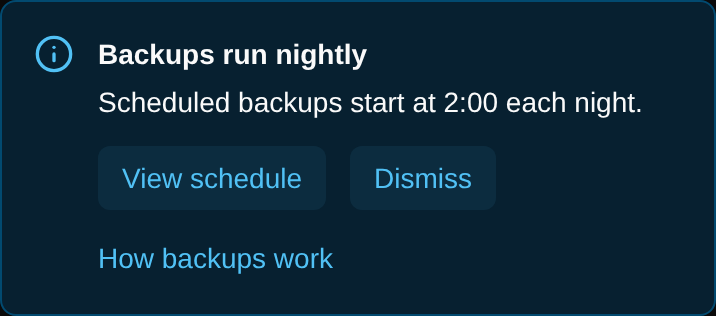 Backups run nightly
Scheduled backups start at 2:00 each night.
View schedule
Dismiss
How backups work